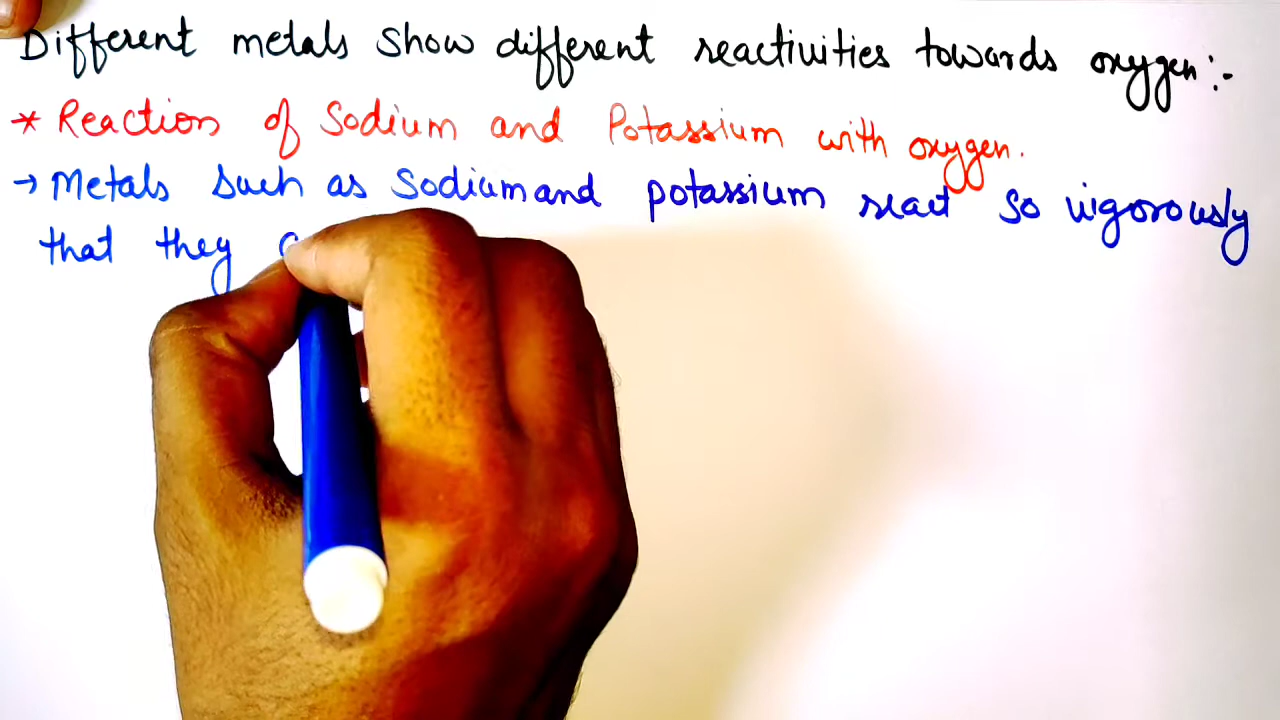 Different metals show different reactivities towards oxygen:-
* Reaction of Sodium and Potassium with oxygen.
→ Metals such as sodium and potassium react so vigorously
that they